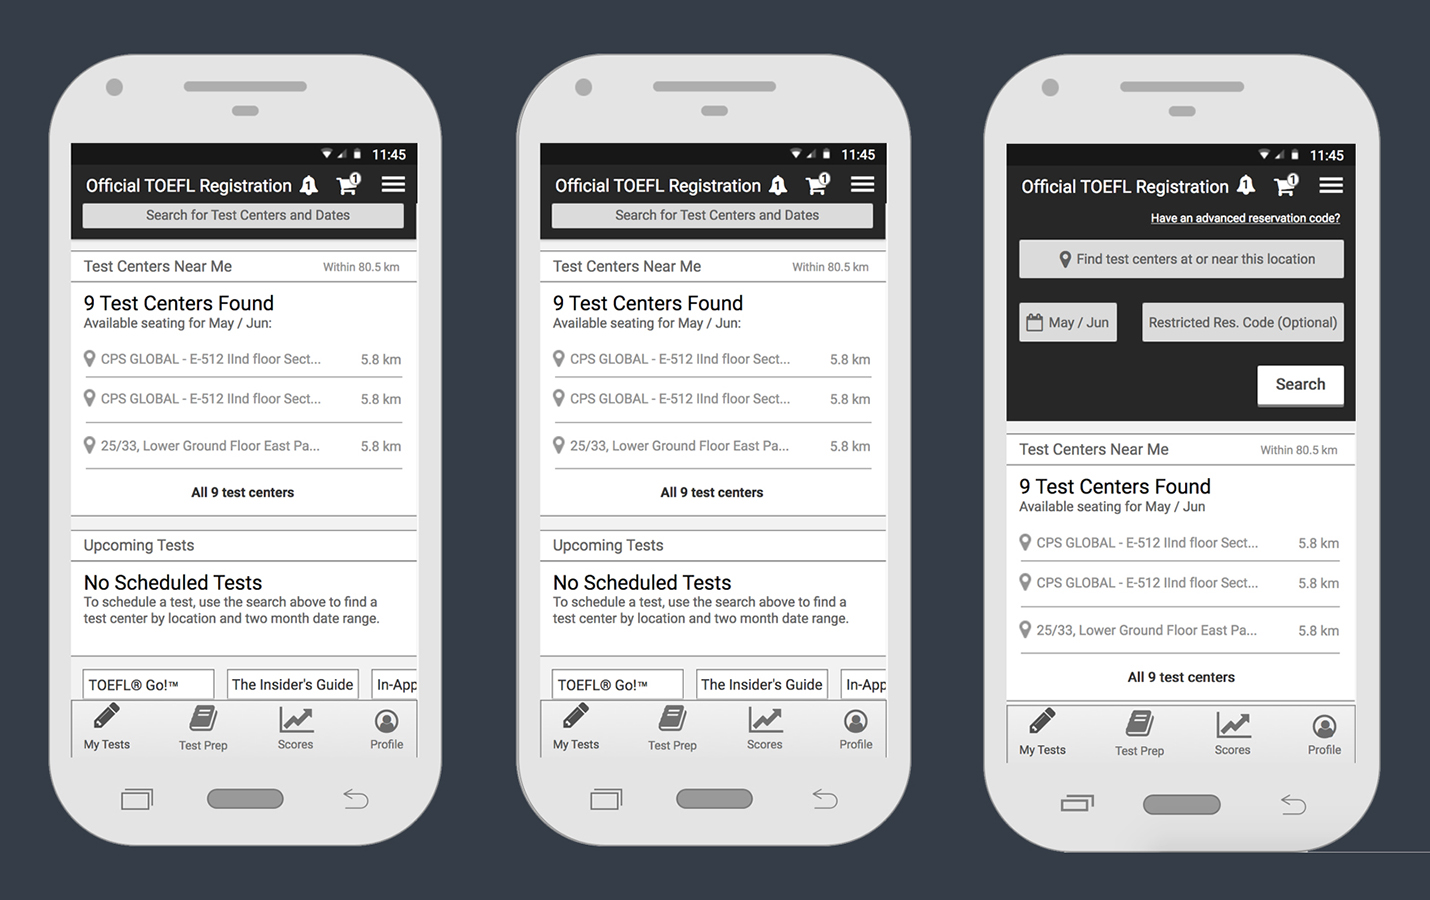 11:45
Official TOEFL Registration 1 1
Search for Test Centers and Dates
Test Centers Near Me Within 80.5 km
9 Test Centers Found
Available seating for May / Jun:
CPS GLOBAL - E-512 IInd floor Sect... 5.8 km
CPS GLOBAL - E-512 IInd floor Sect... 5.8 km
25/33, Lower Ground Floor East Pa... 5.8 km
All 9 test centers
Upcoming Tests
No Scheduled Tests
To schedule a test, use the search above to find a
test center by location and two month date range.
TOEFL® Go!™ The Insider's Guide In-App
My Tests Test Prep Scores Profile
11:45
Official TOEFL Registration 1 1
Search for Test Centers and Dates
Test Centers Near Me Within 80.5 km
9 Test Centers Found
Available seating for May / Jun:
CPS GLOBAL - E-512 IInd floor Sect... 5.8 km
CPS GLOBAL - E-512 IInd floor Sect... 5.8 km
25/33, Lower Ground Floor East Pa... 5.8 km
All 9 test centers
Upcoming Tests
No Scheduled Tests
To schedule a test, use the search above to find a
test center by location and two month date range.
TOEFL® Go!™ The Insider's Guide In-App
My Tests Test Prep Scores Profile
11:45
Official TOEFL Registration 1 1
Have an advanced reservation code?
Find test centers at or near this location
May / Jun Restricted Res. Code (Optional)
Search
Test Centers Near Me Within 80.5 km
9 Test Centers Found
Available seating for May / Jun
CPS GLOBAL - E-512 IInd floor Sect... 5.8 km
CPS GLOBAL - E-512 IInd floor Sect... 5.8 km
25/33, Lower Ground Floor East Pa... 5.8 km
All 9 test centers
My Tests Test Prep Scores Profile